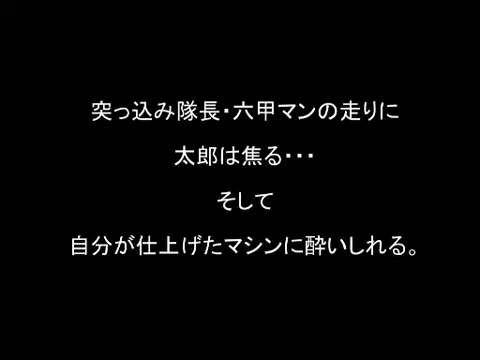 突っ込み隊長・六甲マンの走りに
太郎は焦る・・・
そして
自分が仕上げたマシンに酔いしれる。